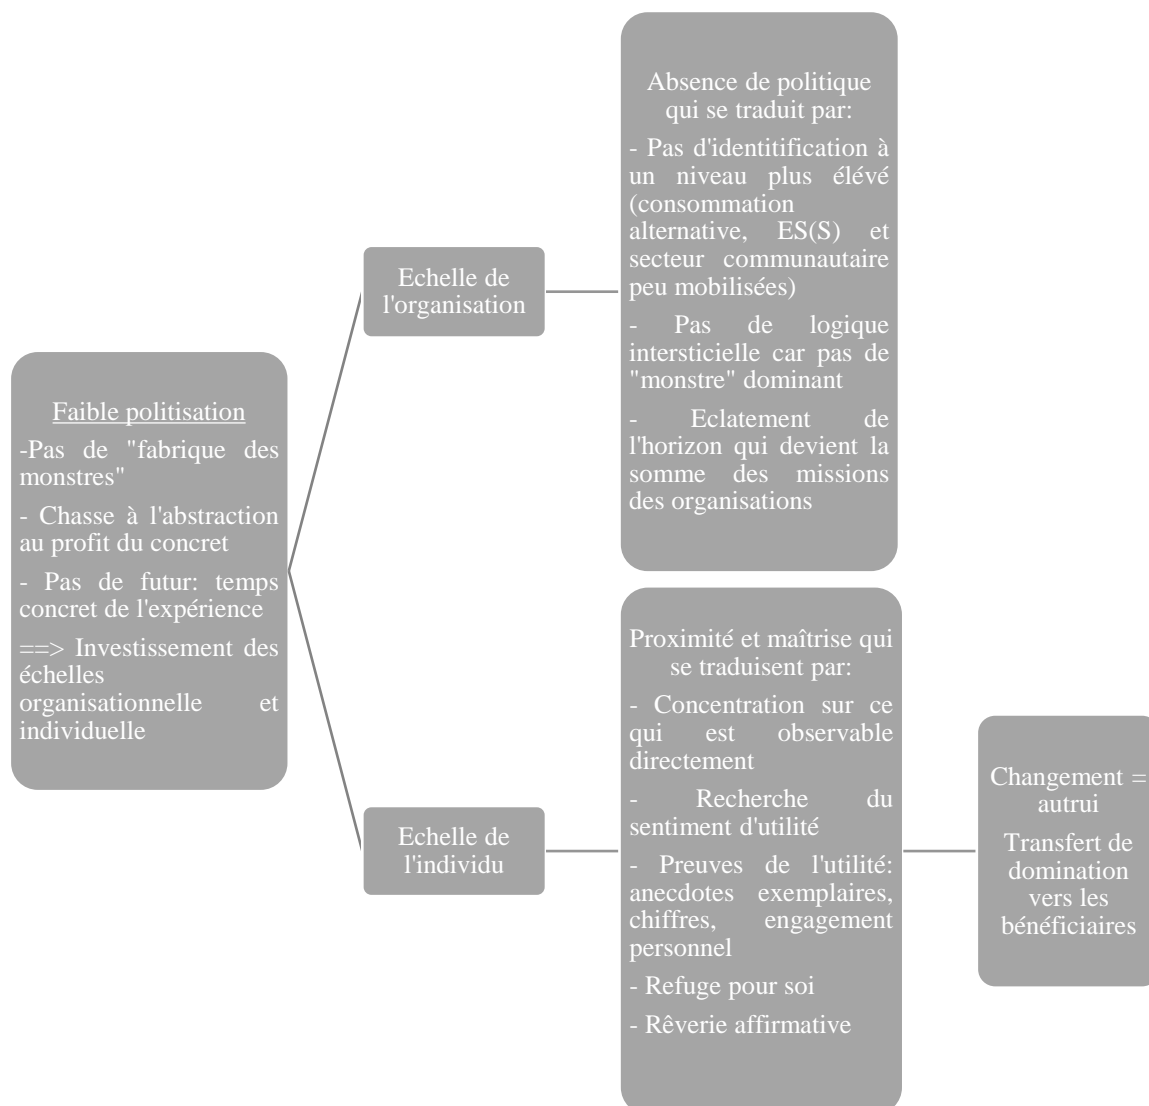 Faible politisation
-Pas de "fabrique des
monstres"
- Chasse à l'abstraction
au profit du concret
- Pas de futur: temps
concret de l'expérience
==> Investissement des
échelles
organisationnelle et
individuelle
Echelle de
l'organisation
Absence de politique
qui se traduit par:
- Pas d'identitification à
un niveau plus élévé
(consommation
alternative, ES(S) et
secteur communautaire
peu mobilisées)
- Pas de logique
intersticielle car pas de
"monstre" dominant
- Eclatement de
l'horizon qui devient la
somme des missions
des organisations
Echelle de
l'individu
Proximité et maîtrise qui
se traduisent par:
- Concentration sur ce
qui est observable
directement
- Recherche du
sentiment d'utilité
- Preuves de l'utilité:
anecdotes exemplaires,
chiffres, engagement
personnel
- Refuge pour soi
- Rêverie affirmative
Changement =
autrui
Transfert de
domination
vers les
bénéficiaires